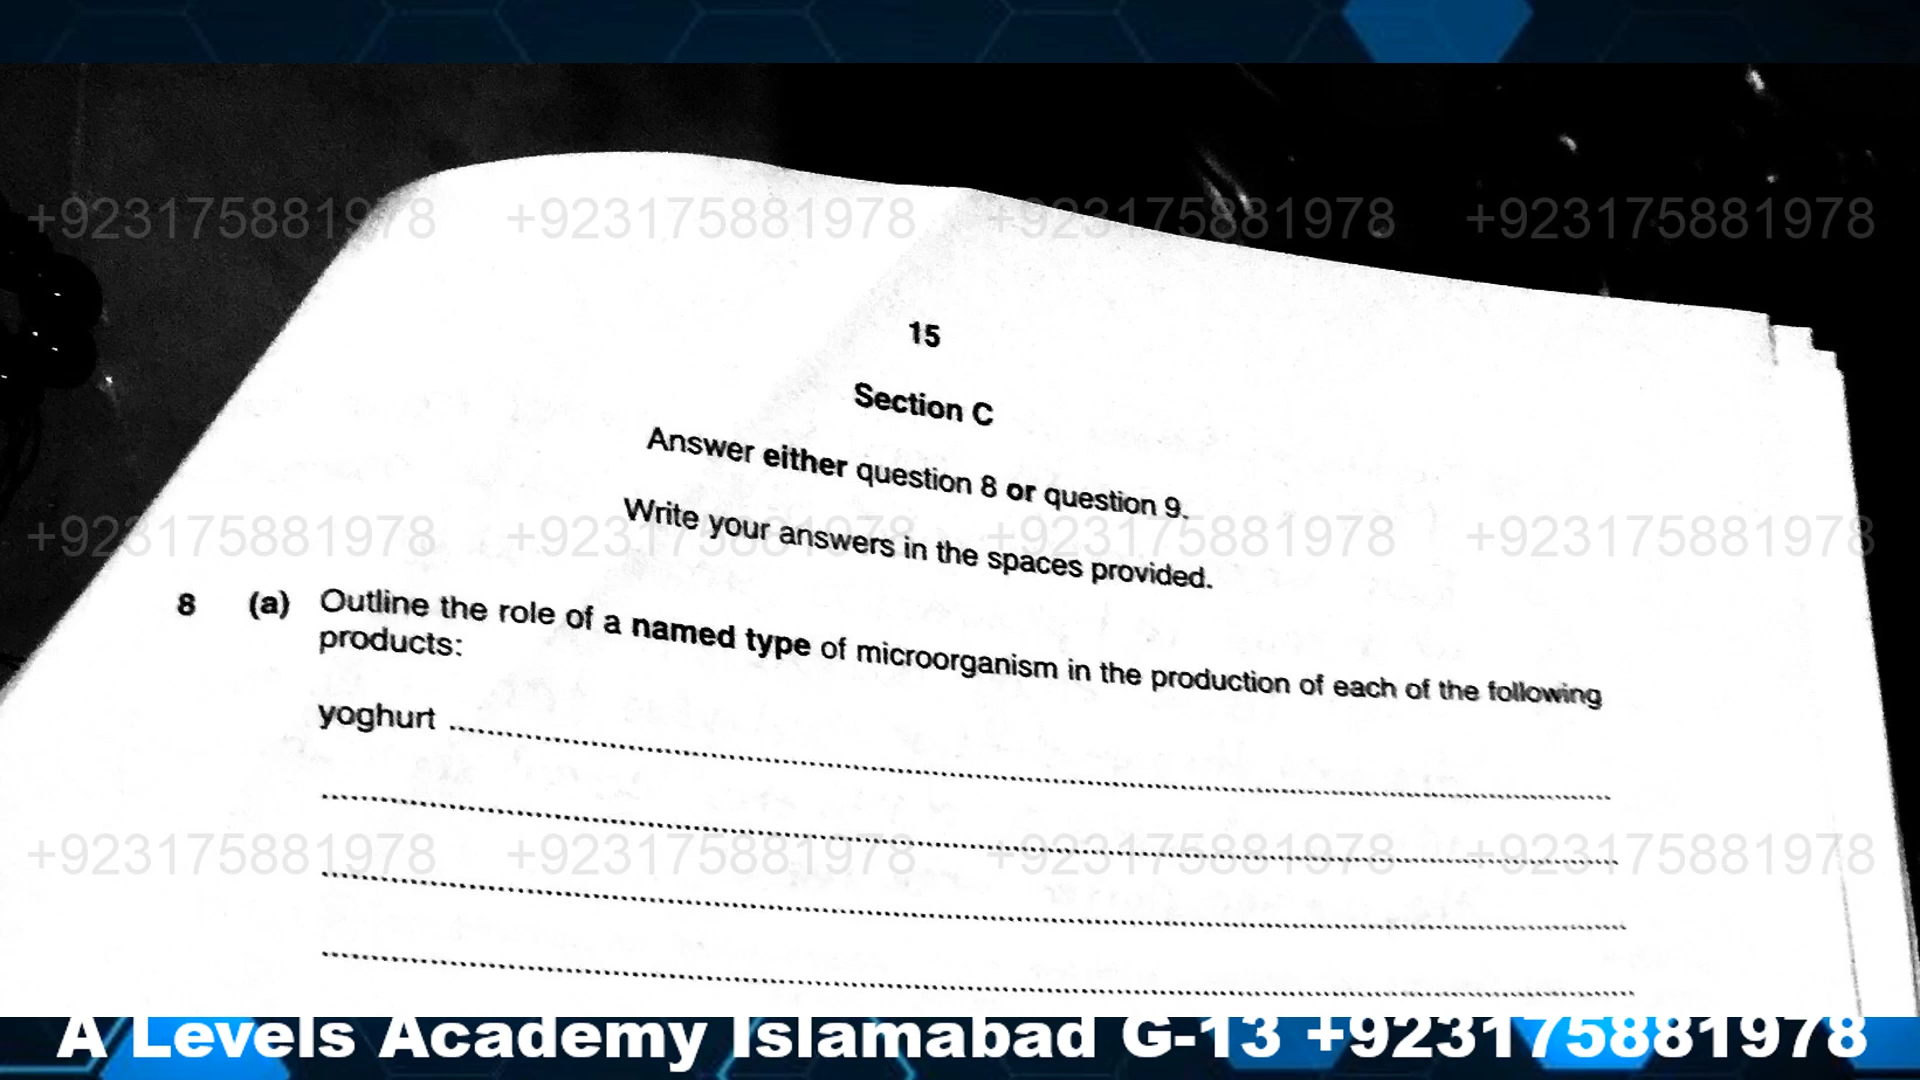 +923175881978 +923175881978 +923175881978 +923175881978
15
Section C
Answer either question 8 or question 9.
Write your answers in the spaces provided.
+923175881978 +923175881978 +923175881978 +923175881978
8 (a) Outline the role of a named type of microorganism in the production of each of the following
products:
yoghurt ................................................................................
................................................................................
+923175881978 +923175881978 +923175881978 +923175881978
................................................................................
................................................................................
A Levels Academy Islamabad G-13 +923175881978